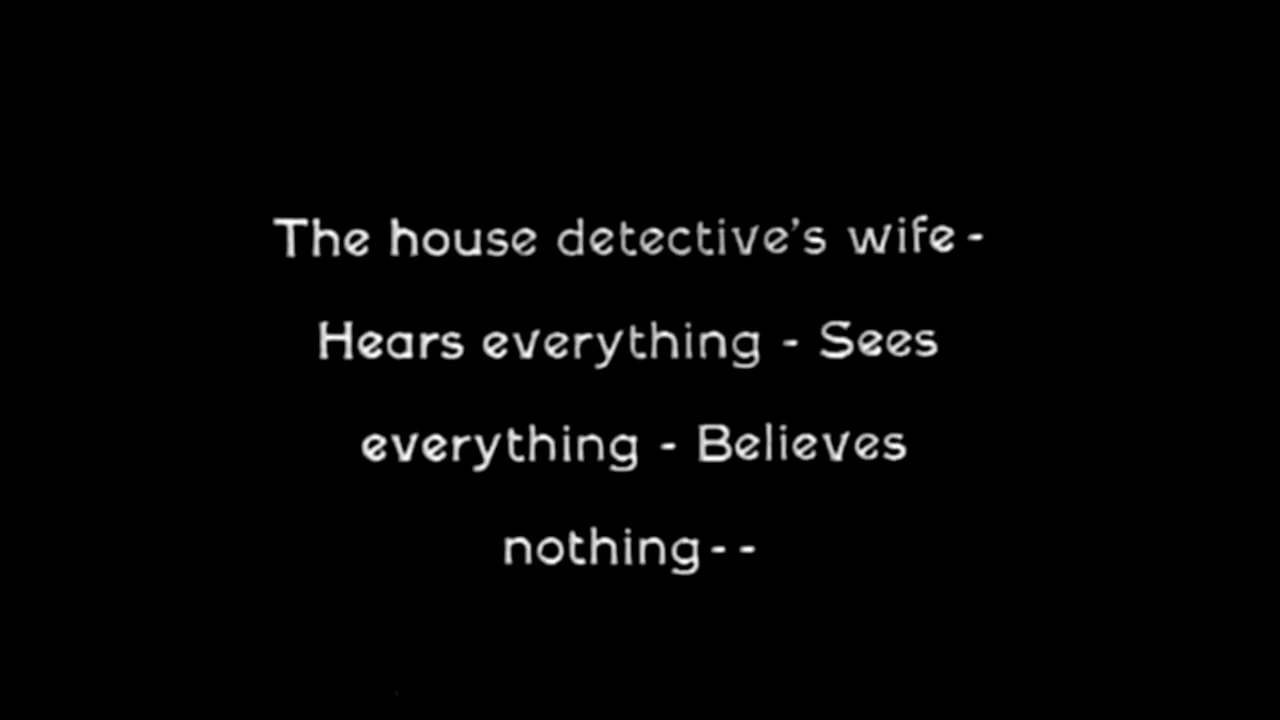 The house detective's wife -
Hears everything - Sees
everything - Believes
nothing - -